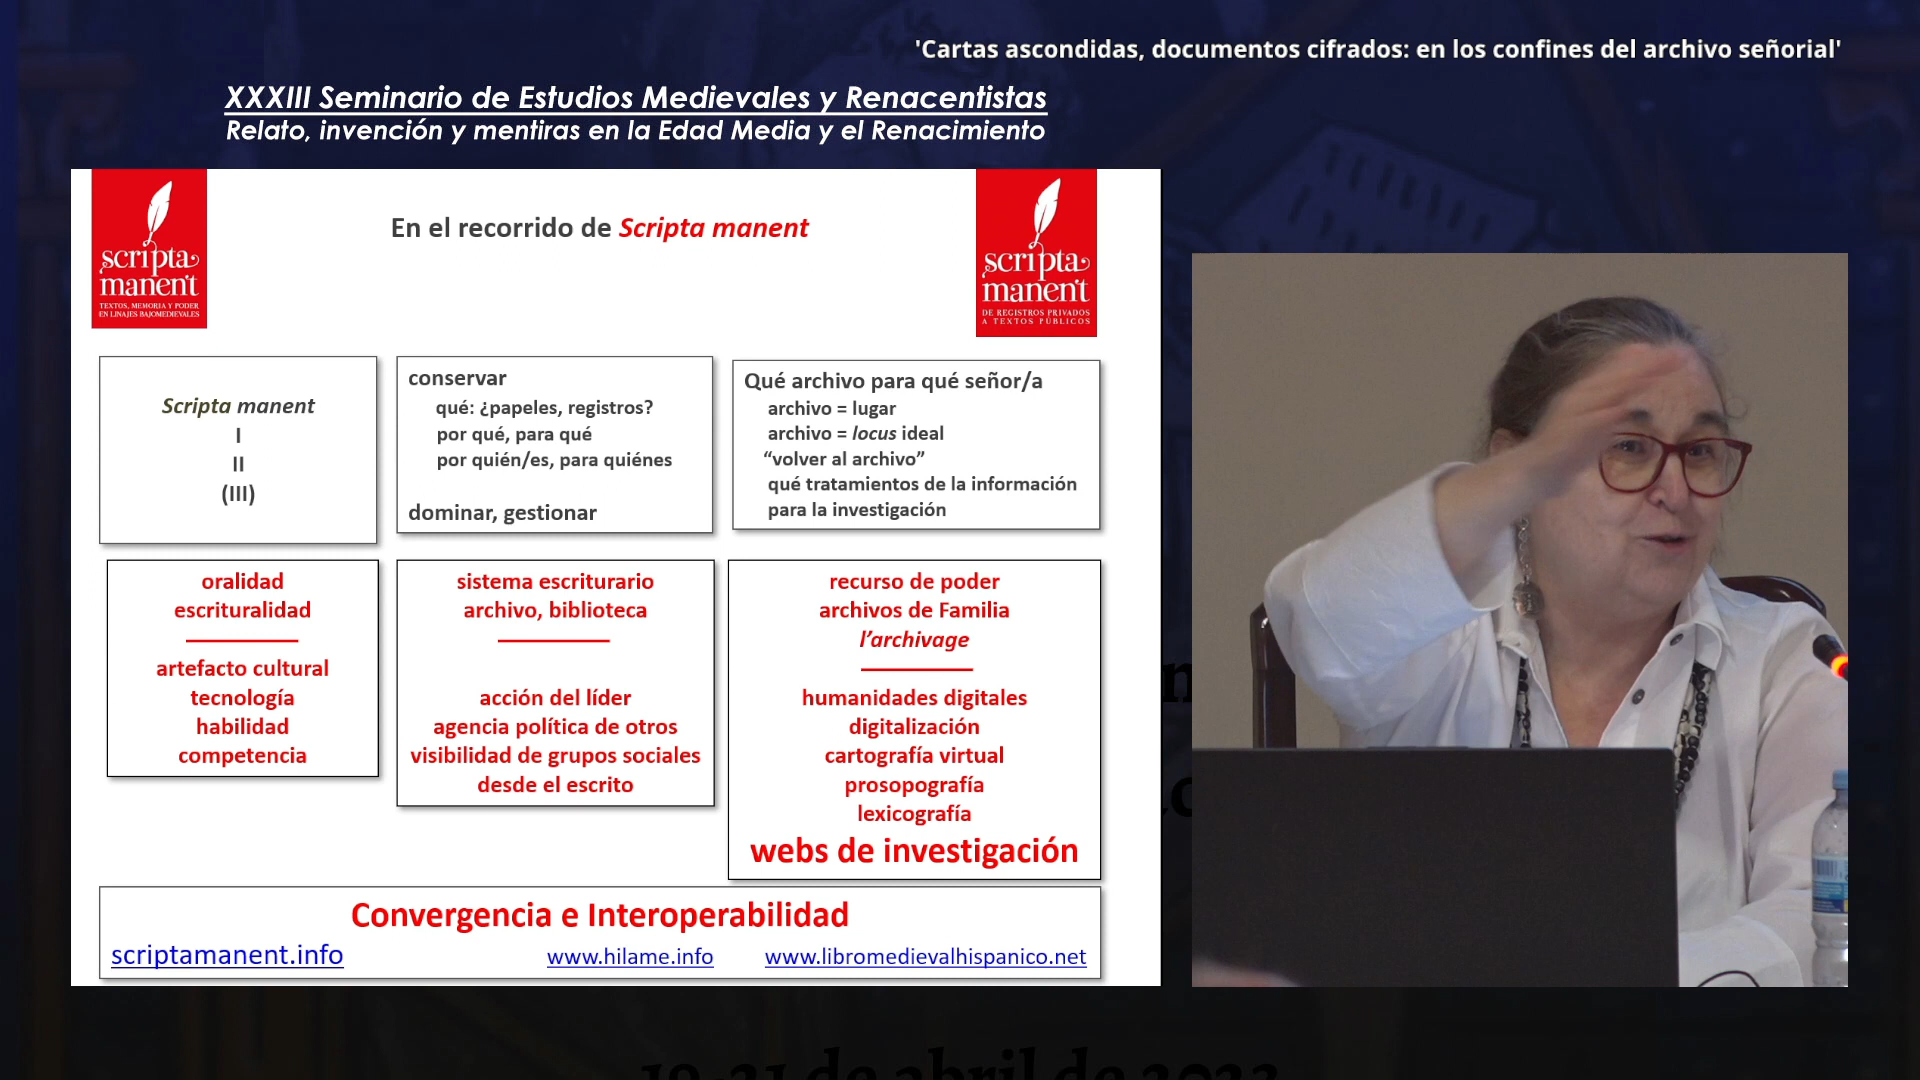 'Cartas ascondidas, documentos cifrados: en los confines del archivo señorial'
XXXIII Seminario de Estudios Medievales y Renacentistas
Relato, invención y mentiras en la Edad Media y el Renacimiento
scripta
manent
TEXTOS, MEMORIA Y PODER
EN LINAJES BAJOMEDIEVALES
En el recorrido de Scripta manent
scripta
manent
DE REGISTROS PRIVADOS
A TEXTOS PÚBLICOS
Scripta manent
I
II
(III)
conservar
qué: ¿papeles, registros?
por qué, para qué
por quién/es, para quiénes
dominar, gestionar
Qué archivo para qué señor/a
archivo = lugar
archivo = locus ideal
“volver al archivo”
qué tratamientos de la información
para la investigación
oralidad
escrituralidad
artefacto cultural
tecnología
habilidad
competencia
sistema escriturario
archivo, biblioteca
acción del líder
agencia política de otros
visibilidad de grupos sociales
desde el escrito
recurso de poder
archivos de Familia
l’archivage
humanidades digitales
digitalización
cartografía virtual
prosopografía
lexicografía
webs de investigación
Convergencia e Interoperabilidad
scriptamanent.info
www.hilame.info
www.libromedievalhispanico.net
19-21 de abril de 2023